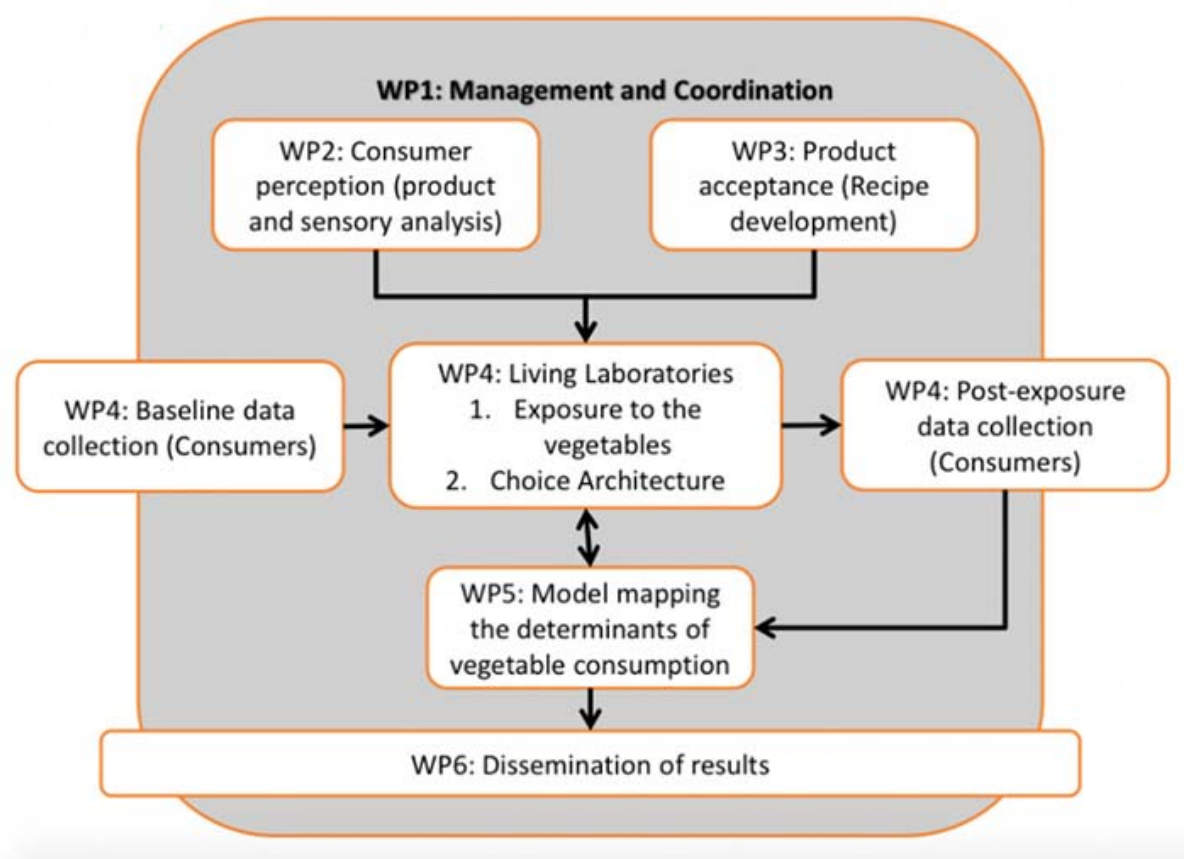 WP1: Management and Coordination
WP2: Consumer
perception (product
and sensory analysis)
WP3: Product
acceptance (Recipe
development)
WP4: Baseline data
collection (Consumers)
WP4: Living Laboratories
1. Exposure to the
vegetables
2. Choice Architecture
WP4: Post-exposure
data collection
(Consumers)
WP5: Model mapping
the determinants of
vegetable consumption
WP6: Dissemination of results